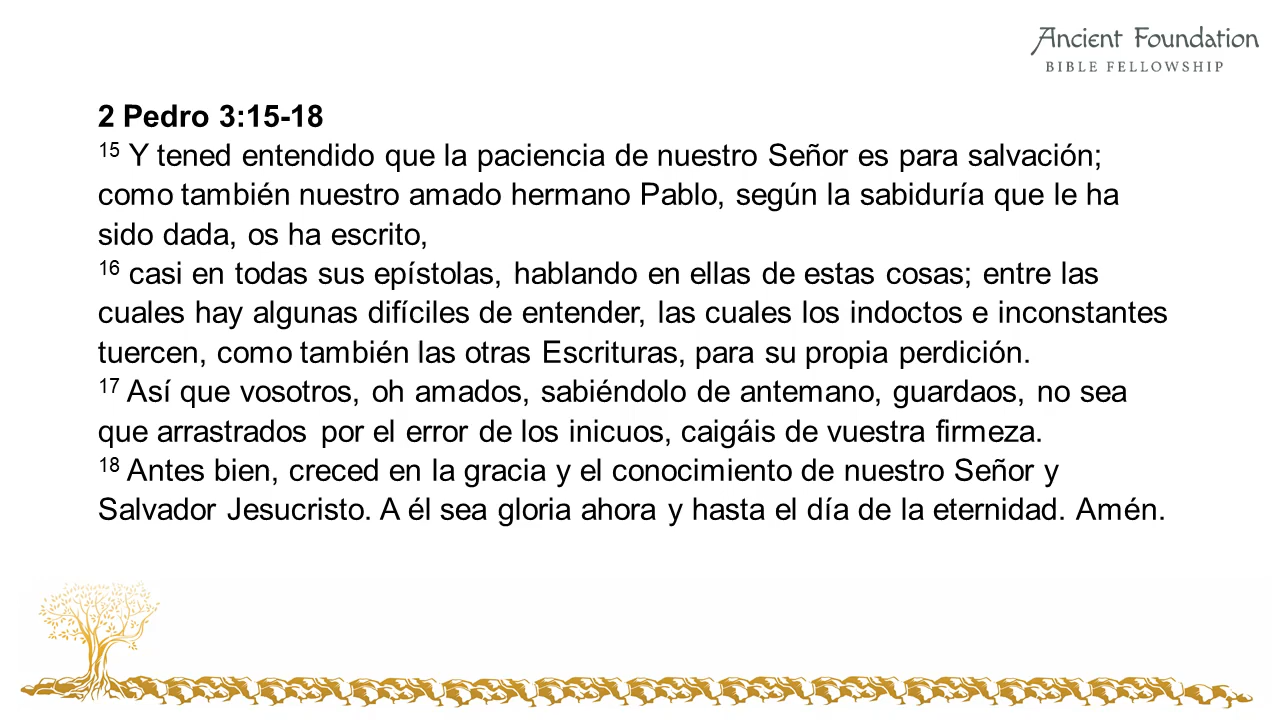 Ancient Foundation
BIBLE FELLOWSHIP
2 Pedro 3:15-18
15 Y tened entendido que la paciencia de nuestro Señor es para salvación;
como también nuestro amado hermano Pablo, según la sabiduría que le ha
sido dada, os ha escrito,
16 casi en todas sus epístolas, hablando en ellas de estas cosas; entre las
cuales hay algunas difíciles de entender, las cuales los indoctos e inconstantes
tuercen, como también las otras Escrituras, para su propia perdición.
17 Así que vosotros, oh amados, sabiéndolo de antemano, guardaos, no sea
que arrastrados por el error de los inicuos, caigáis de vuestra firmeza.
18 Antes bien, creced en la gracia y el conocimiento de nuestro Señor y
Salvador Jesucristo. A él sea gloria ahora y hasta el día de la eternidad. Amén.